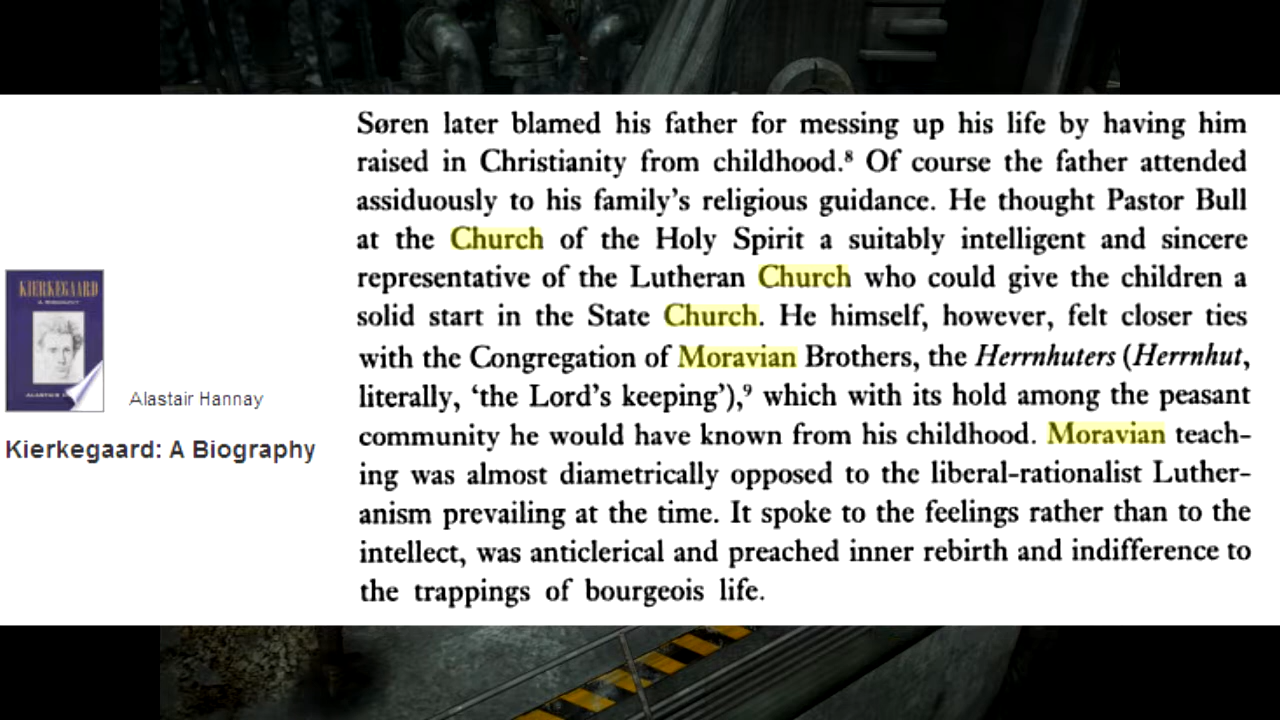 Søren later blamed his father for messing up his life by having him
raised in Christianity from childhood.⁸ Of course the father attended
assiduously to his family's religious guidance. He thought Pastor Bull
at the Church of the Holy Spirit a suitably intelligent and sincere
representative of the Lutheran Church who could give the children a
solid start in the State Church. He himself, however, felt closer ties
with the Congregation of Moravian Brothers, the Herrnhuters (Herrnhut,
literally, 'the Lord's keeping'),⁹ which with its hold among the peasant
community he would have known from his childhood. Moravian teach-
ing was almost diametrically opposed to the liberal-rationalist Luther-
anism prevailing at the time. It spoke to the feelings rather than to the
intellect, was anticlerical and preached inner rebirth and indifference to
the trappings of bourgeois life.
KIERKEGAARD
A BIOGRAPHY
Alastair Hannay
Kierkegaard: A Biography